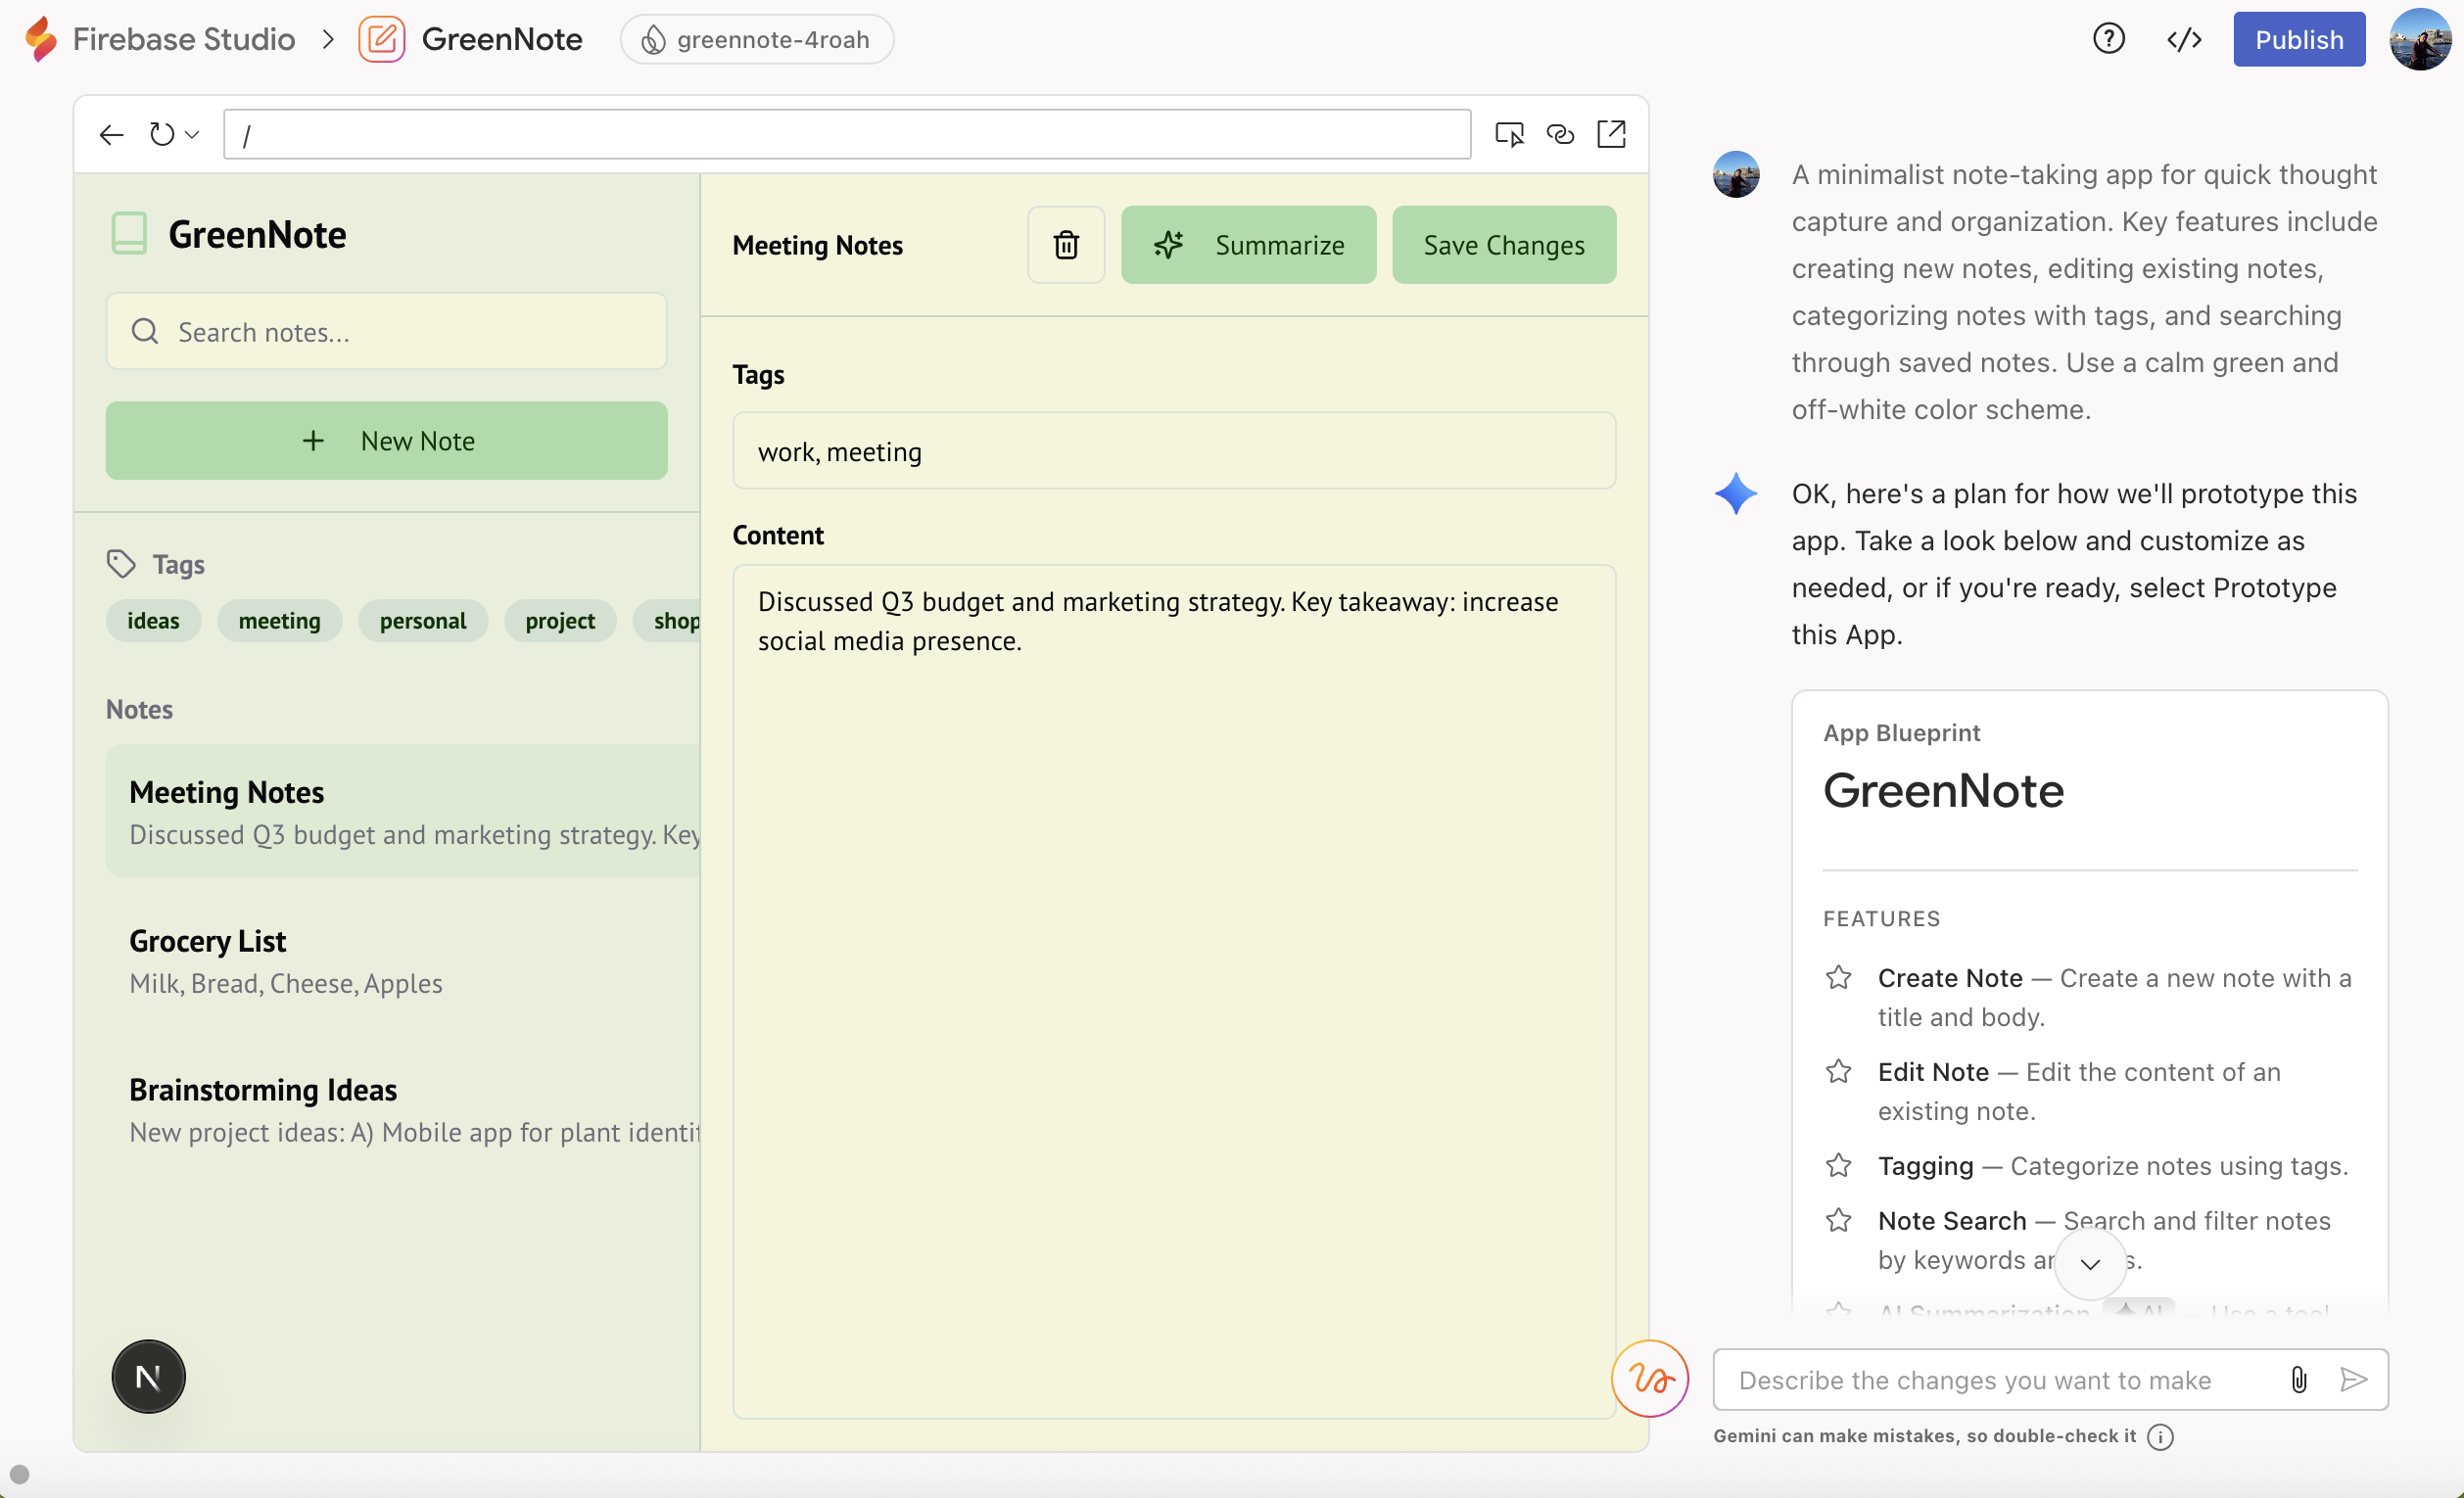 Firebase Studio > GreenNote greennote-4roah
</> Publish
/
GreenNote
Search notes...
+ New Note
Tags
ideas meeting personal project shop
Notes
Meeting Notes
Discussed Q3 budget and marketing strategy. Key
Grocery List
Milk, Bread, Cheese, Apples
Brainstorming Ideas
New project ideas: A) Mobile app for plant identif
N
Meeting Notes
Summarize
Save Changes
Tags
work, meeting
Content
Discussed Q3 budget and marketing strategy. Key takeaway: increase
social media presence.
A minimalist note-taking app for quick thought
capture and organization. Key features include
creating new notes, editing existing notes,
categorizing notes with tags, and searching
through saved notes. Use a calm green and
off-white color scheme.
OK, here's a plan for how we'll prototype this
app. Take a look below and customize as
needed, or if you're ready, select Prototype
this App.
App Blueprint
GreenNote
FEATURES
Create Note — Create a new note with a
title and body.
Edit Note — Edit the content of an
existing note.
Tagging — Categorize notes using tags.
Note Search — Search and filter notes
by keywords
AI Summarization AI — Use a tool
Describe the changes you want to make
Gemini can make mistakes, so double-check it